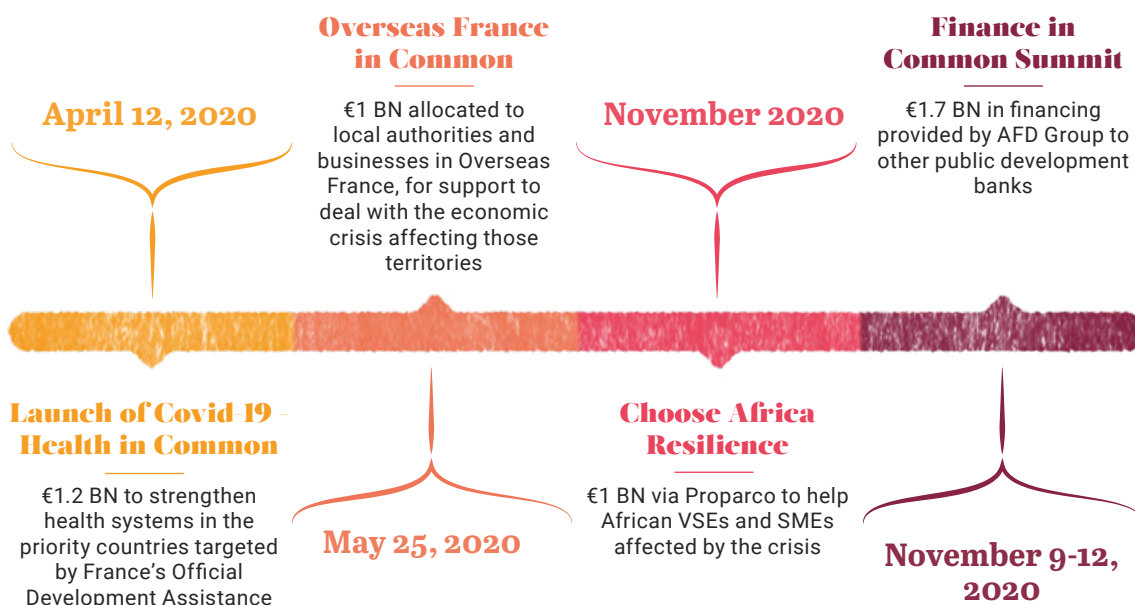 April 12, 2020
Launch of Covid-19 -
Health in Common
€1.2 BN to strengthen
health systems in the
priority countries targeted
by France's Official
Development Assistance
Overseas France
in Common
€1 BN allocated to
local authorities and
businesses in Overseas
France, for support to
deal with the economic
crisis affecting those
territories
May 25, 2020
November 2020
Choose Africa
Resilience
€1 BN via Proparco to help
African VSEs and SMEs
affected by the crisis
Finance in
Common Summit
€1.7 BN in financing
provided by AFD Group to
other public development
banks
November 9-12,
2020